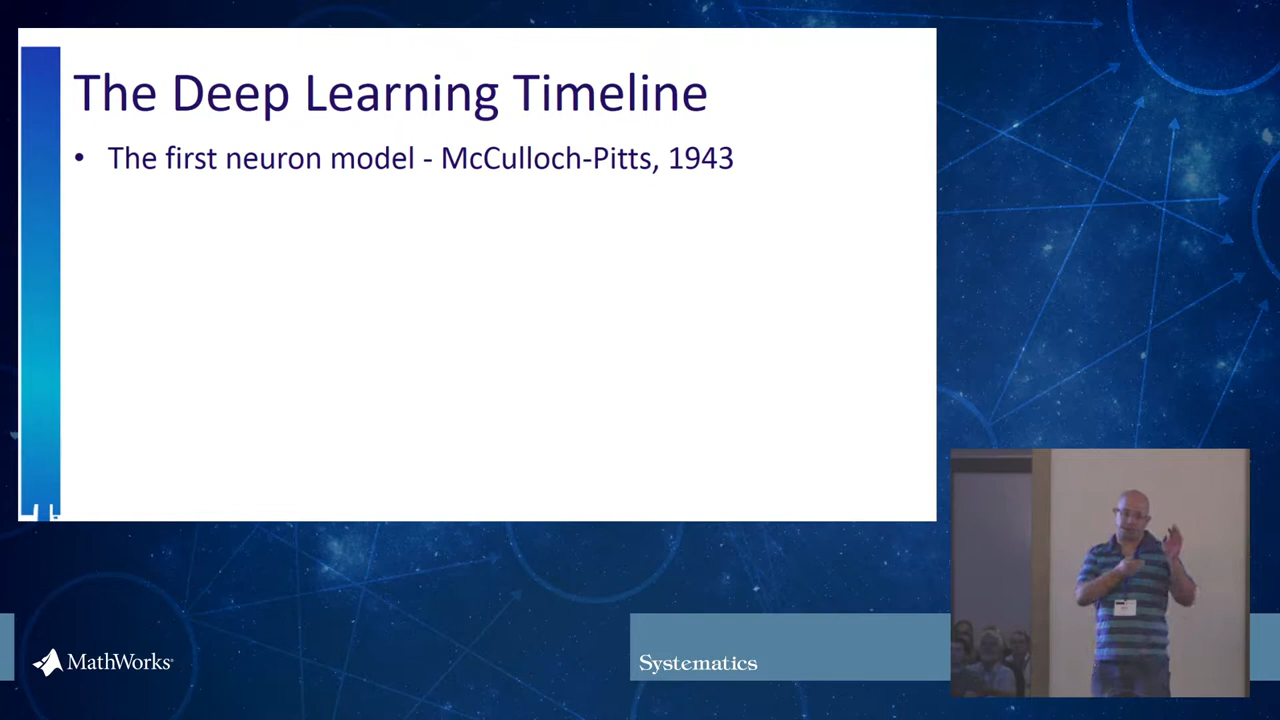 The Deep Learning Timeline
• The first neuron model - McCulloch-Pitts, 1943
MathWorks®
Systematics